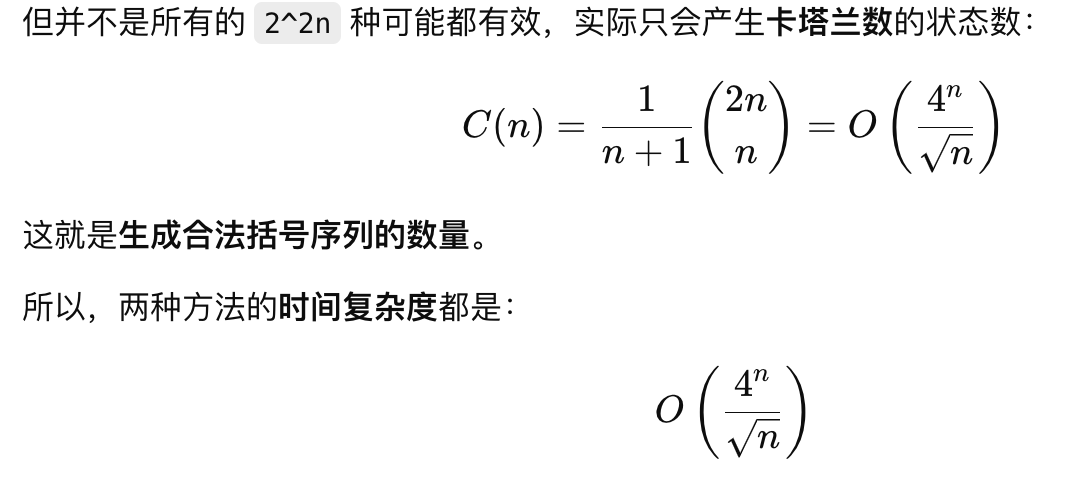 但并不是所有的 2^2n 种可能都有效，实际只会产生卡塔兰数的状态数：
C(n) = \frac{1}{n+1} \binom{2n}{n} = O\left(\frac{4^n}{\sqrt{n}}\right)
这就是生成合法括号序列的数量。
所以，两种方法的时间复杂度都是：
O\left(\frac{4^n}{\sqrt{n}}\right)